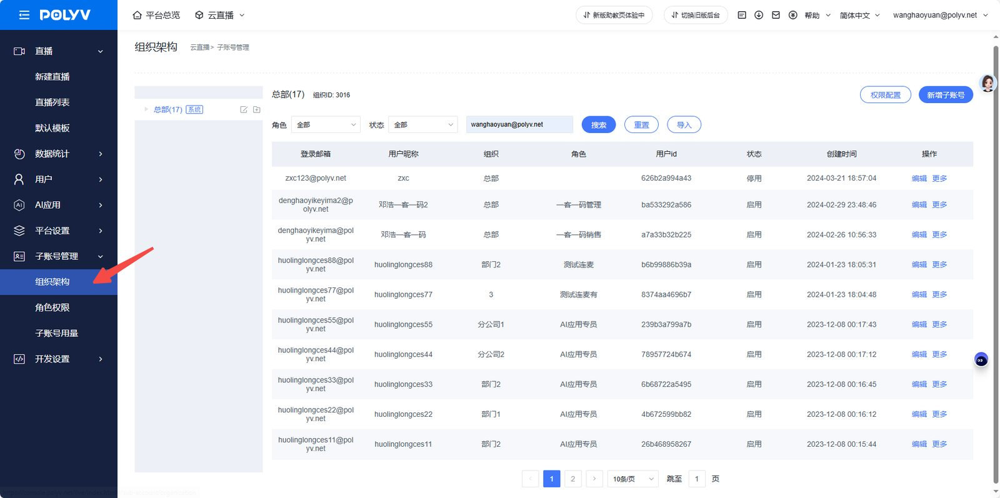 POLYV
平台总览
云直播
新版助教页体验中
切换旧版后台
帮助
简体中文
wanghaoyuan@polyv.net
直播
新建直播
直播列表
默认模板
数据统计
用户
AI应用
平台设置
子账号管理
组织架构
角色权限
子账号用量
开发设置
组织架构
云直播> 子账号管理
总部(17) 系统
总部(17) 组织ID: 3016
权限配置
新增子账号
角色 全部 状态 全部 wanghaoyuan@polyv.net 搜索 重置 导入
登录邮箱 用户昵称 组织 角色 用户id 状态 创建时间 操作
zxc123@polyv.net zxc 总部 626b2a994a43 停用 2024-03-21 18:57:04 编辑 更多
denghaoyikeyima2@p
olyv.net
邓浩一客一码2 总部 一客一码管理 ba533292a586 启用 2024-02-29 23:48:46 编辑 更多
denghaoyikeyima@pol
yv.net
邓浩一客一码 总部 一客一码销售 a7a33b32b225 启用 2024-02-26 10:56:33 编辑 更多
huolinglongces88@pol
yv.net
huolinglongces88 部门2 测试连麦 b6b99886b39a 启用 2024-01-23 18:05:31 编辑 更多
huolinglongces77@pol
yv.net
huolinglongces77 3 测试连麦有 8374aa4696b7 启用 2024-01-23 18:04:48 编辑 更多
huolinglongces55@pol
yv.net
huolinglongces55 分公司1 AI应用专员 239b3a799a7b 启用 2023-12-08 00:17:43 编辑 更多
huolinglongces44@pol
yv.net
huolinglongces44 分公司2 AI应用专员 78957724b674 启用 2023-12-08 00:17:12 编辑 更多
huolinglongces33@pol
yv.net
huolinglongces33 部门2 AI应用专员 6b68722a5495 启用 2023-12-08 00:16:45 编辑 更多
huolinglongces22@pol
yv.net
huolinglongces22 部门1 AI应用专员 4b672599bb82 启用 2023-12-08 00:16:12 编辑 更多
huolinglongces11@pol
yv.net
huolinglongces11 部门2 AI应用专员 26b468958267 启用 2023-12-08 00:15:44 编辑 更多
1 2 10条/页 跳至 1 页